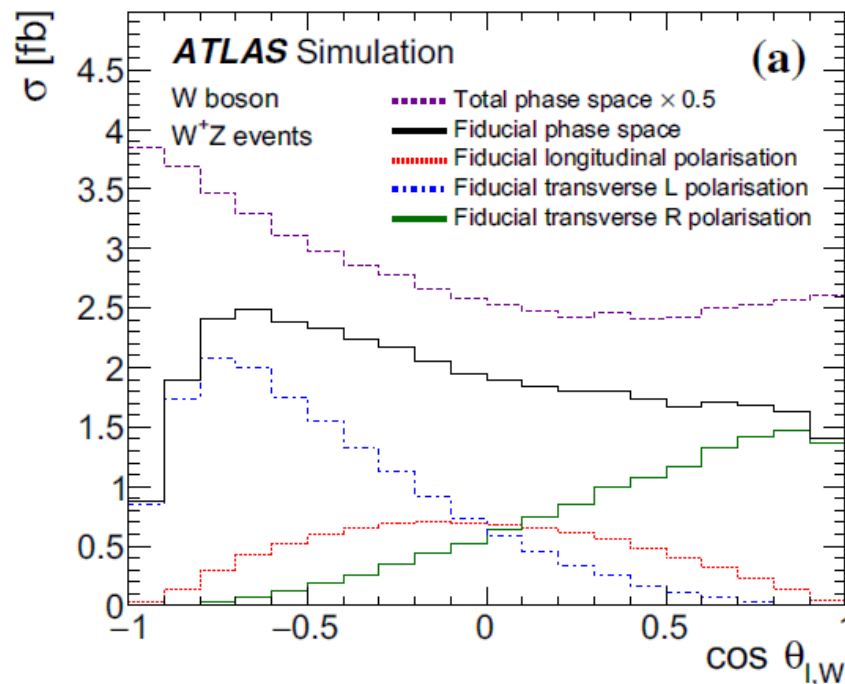 σ [fb]
ATLAS Simulation
(a)
W boson
W⁺Z events
Total phase space × 0.5
Fiducial phase space
Fiducial longitudinal polarisation
Fiducial transverse L polarisation
Fiducial transverse R polarisation
4.5
4
3.5
3
2.5
2
1.5
1
0.5
0
−1 −0.5 0 0.5 1
cos θ_{l,W}